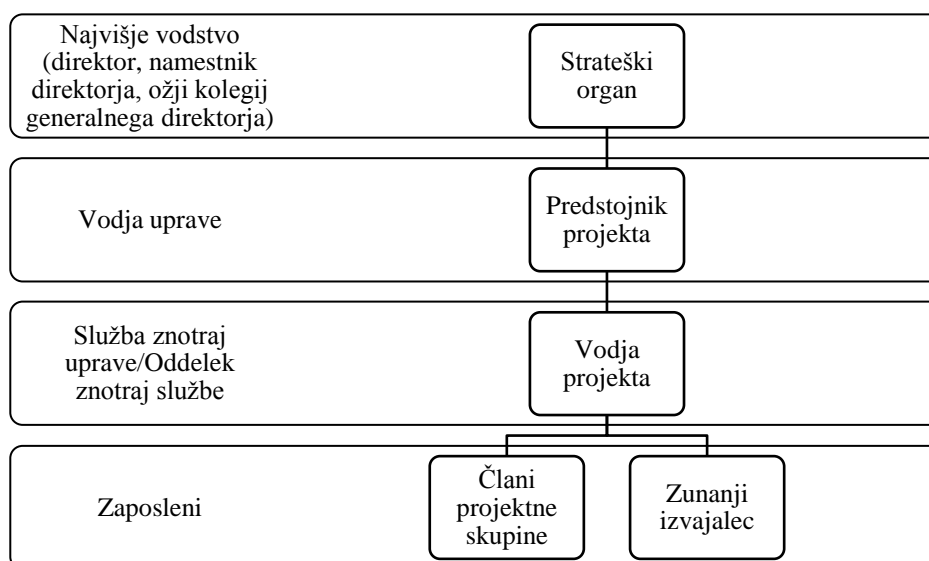 Najvišje vodstvo
(direktor, namestnik
direktorja, ožji kolegij
generalnega direktorja)
Strateški
organ
Vodja uprave
Predstojnik
projekta
Služba znotraj
uprave/Oddelek
znotraj službe
Vodja
projekta
Zaposleni
Člani
projektne
skupine
Zunanji
izvajalec